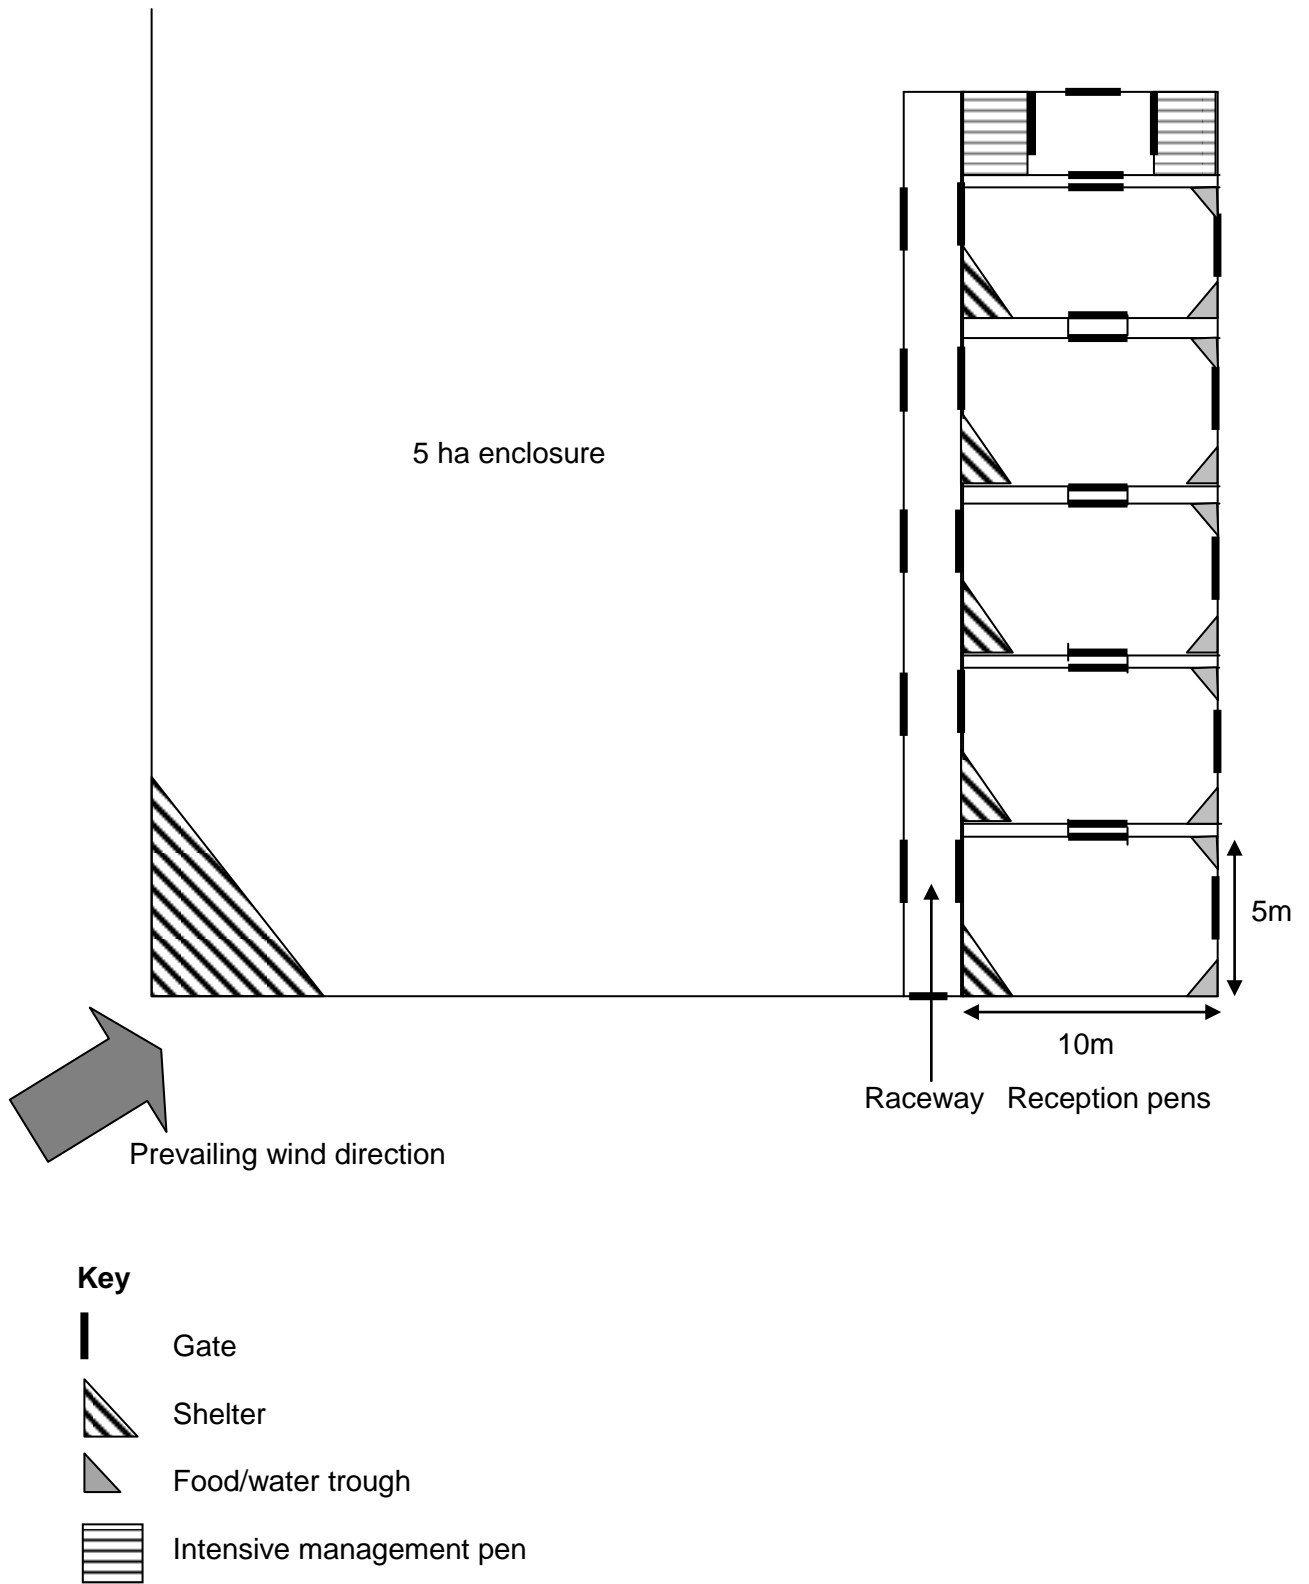 5 ha enclosure
5m
10m
Raceway
Reception pens
Prevailing wind direction
Key
Gate
Shelter
Food/water trough
Intensive management pen